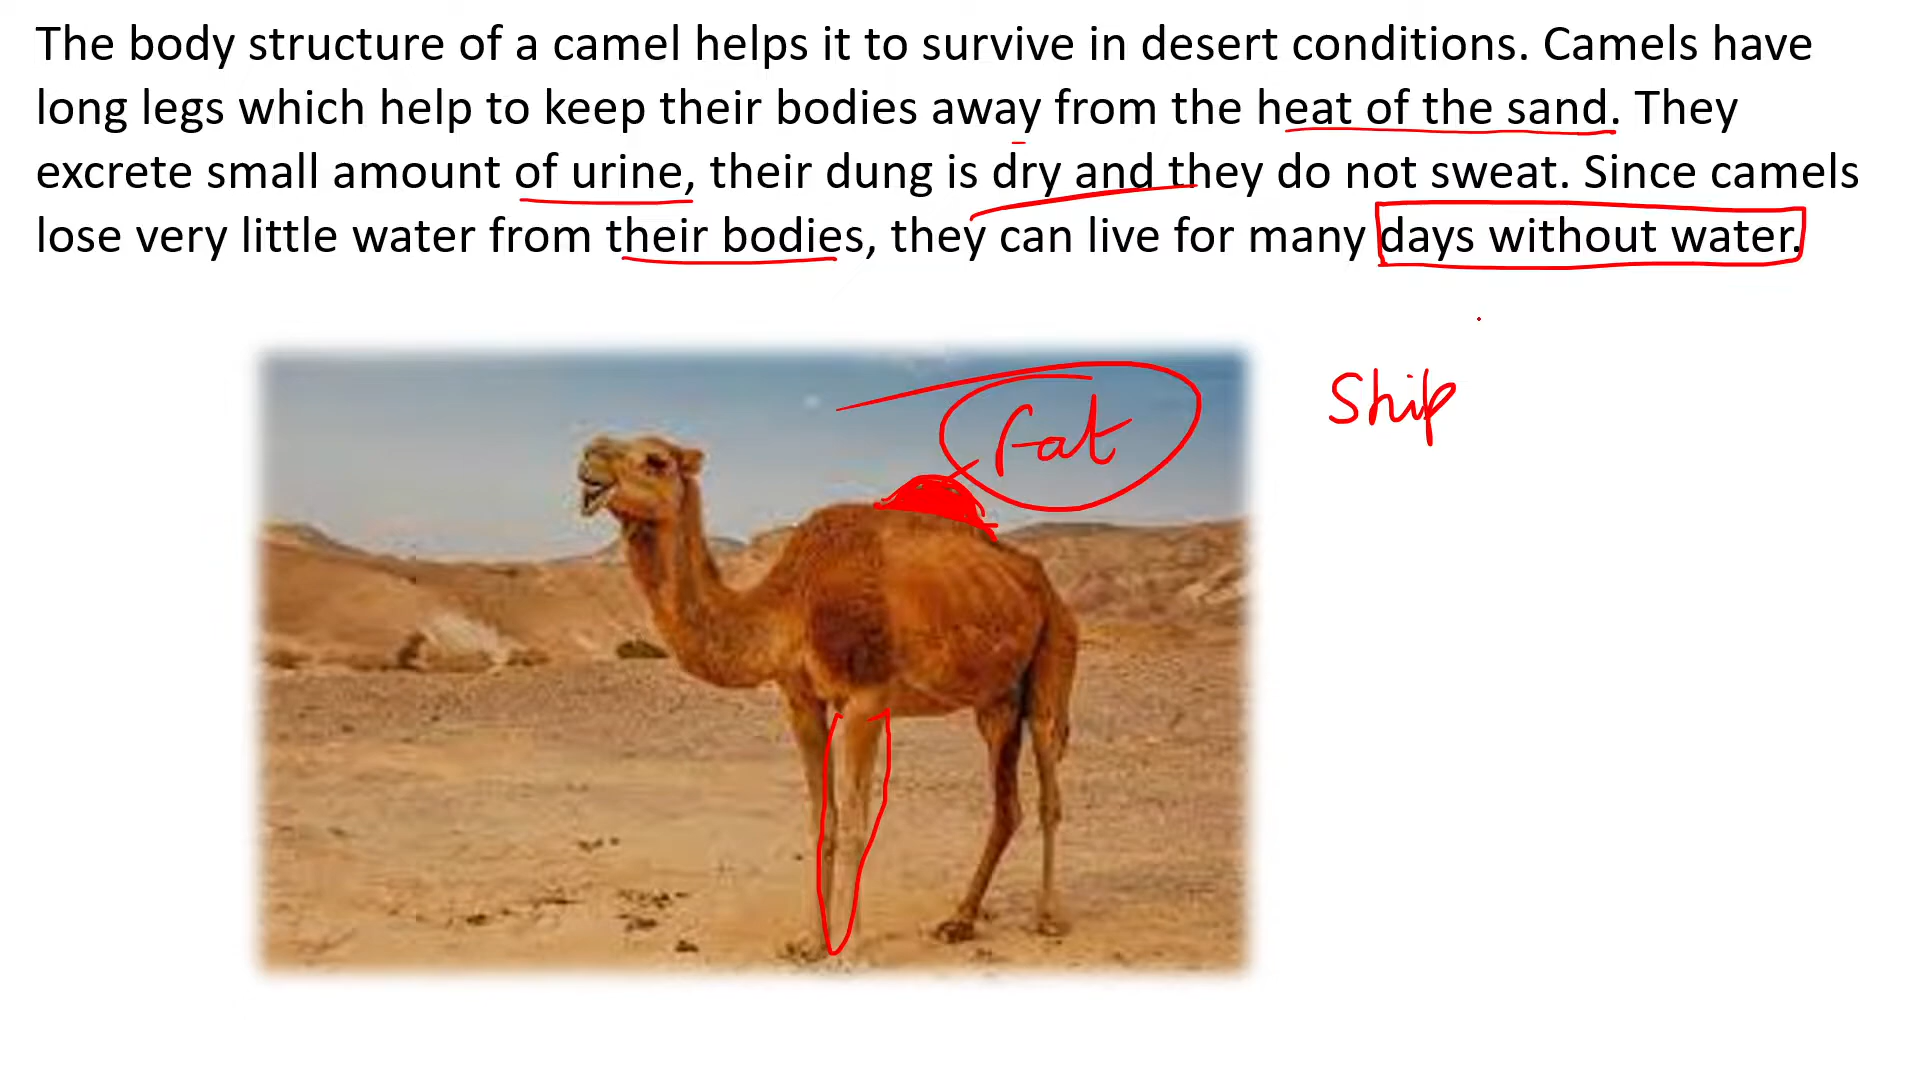 The body structure of a camel helps it to survive in desert conditions. Camels have
long legs which help to keep their bodies away from the heat of the sand. They
excrete small amount of urine, their dung is dry and they do not sweat. Since camels
lose very little water from their bodies, they can live for many days without water.
Fat
Ship